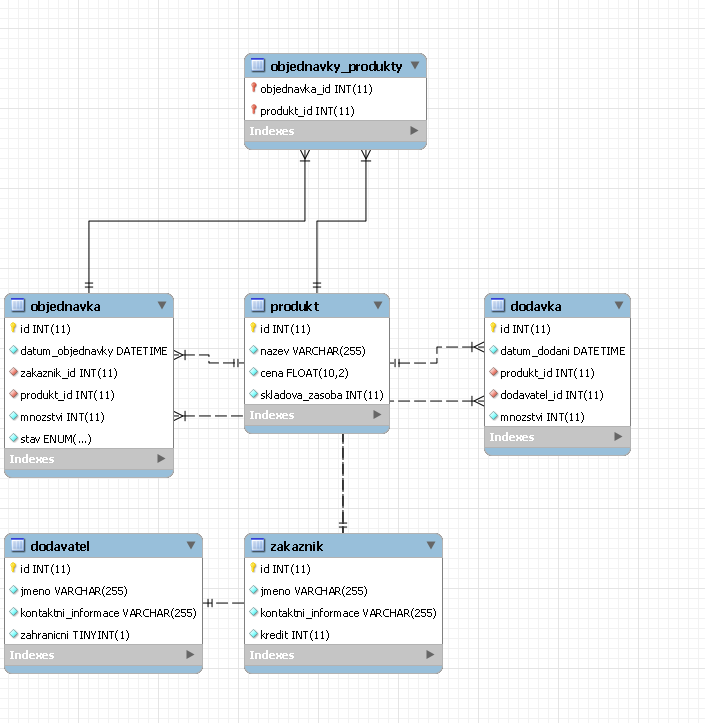 objednavky_produkty
objednavka_id INT(11)
produkt_id INT(11)
Indexes
objednavka
id INT(11)
datum_objednavky DATETIME
zakaznik_id INT(11)
produkt_id INT(11)
mnozstvi INT(11)
stav ENUM(...)
Indexes
produkt
id INT(11)
nazev VARCHAR(255)
cena FLOAT(10,2)
skladova_zasoba INT(11)
Indexes
dodavka
id INT(11)
datum_dodani DATETIME
produkt_id INT(11)
dodavatel_id INT(11)
mnozstvi INT(11)
Indexes
dodavatel
id INT(11)
jmeno VARCHAR(255)
kontaktni_informace VARCHAR(255)
zahranicni TINYINT(1)
Indexes
zakaznik
id INT(11)
jmeno VARCHAR(255)
kontaktni_informace VARCHAR(255)
kredit INT(11)
Indexes